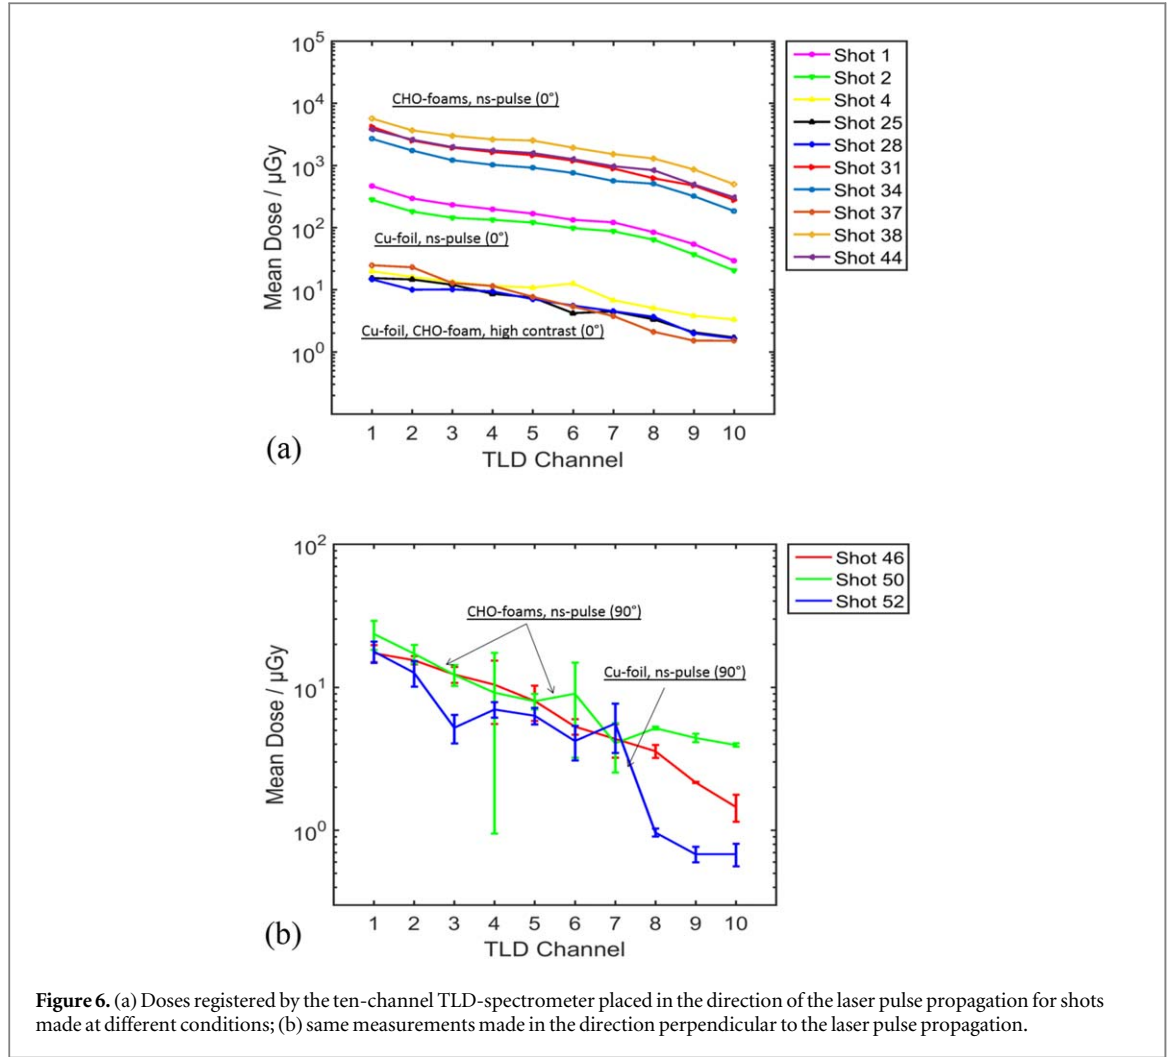 10^5
10^4
10^3
10^2
10^1
10^0
Mean Dose / μGy
CHO-foams, ns-pulse (0°)
Cu-foil, ns-pulse (0°)
Cu-foil, CHO-foam, high contrast (0°)
1 2 3 4 5 6 7 8 9 10
TLD Channel
(a)
Shot 1
Shot 2
Shot 4
Shot 25
Shot 28
Shot 31
Shot 34
Shot 37
Shot 38
Shot 44
10^2
10^1
10^0
Mean Dose / μGy
CHO-foams, ns-pulse (90°)
Cu-foil, ns-pulse (90°)
1 2 3 4 5 6 7 8 9 10
TLD Channel
(b)
Shot 46
Shot 50
Shot 52
Figure 6. (a) Doses registered by the ten-channel TLD-spectrometer placed in the direction of the laser pulse propagation for shots
made at different conditions; (b) same measurements made in the direction perpendicular to the laser pulse propagation.